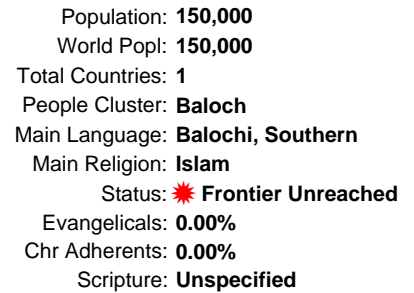 Population: 150,000
World Popl: 150,000
Total Countries: 1
People Cluster: Baloch
Main Language: Balochi, Southern
Main Religion: Islam
Status: Frontier Unreached
Evangelicals: 0.00%
Chr Adherents: 0.00%
Scripture: Unspecified